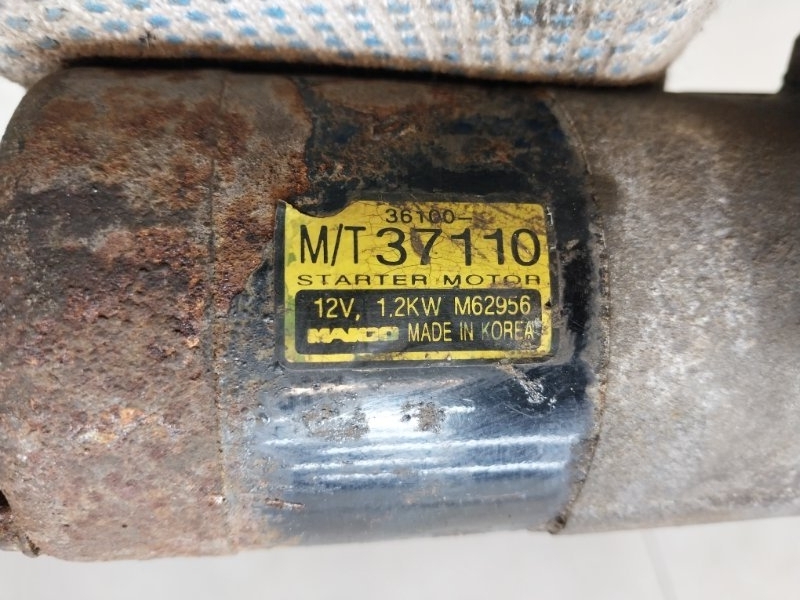 36100-
M/T 37110
STARTER MOTOR
12V, 1.2KW M62956
MANDO MADE IN KOREA